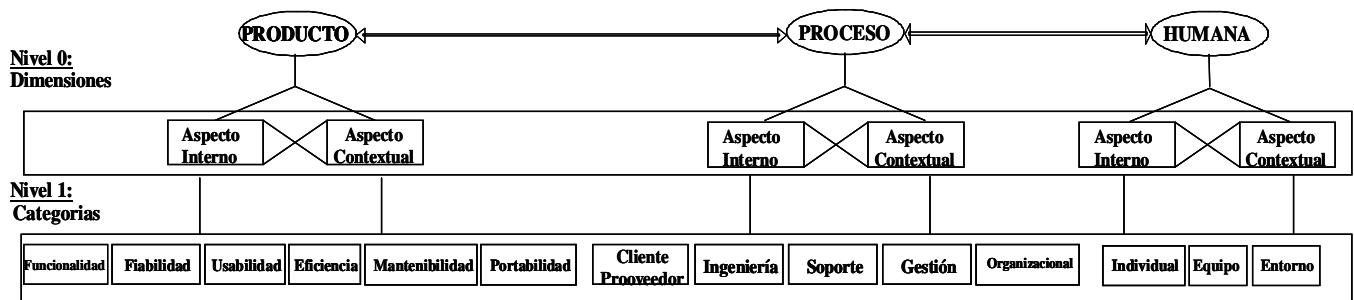 PRODUCTO
PROCESO
HUMANA
Nivel 0:
Dimensiones
Aspecto
Interno
Aspecto
Contextual
Aspecto
Interno
Aspecto
Contextual
Aspecto
Interno
Aspecto
Contextual
Nivel 1:
Categorias
Funcionalidad
Fiabilidad
Usabilidad
Eficiencia
Mantenibilidad
Portabilidad
Cliente
Prooveedor
Ingeniería
Soporte
Gestión
Organizacional
Individual
Equipo
Entorno